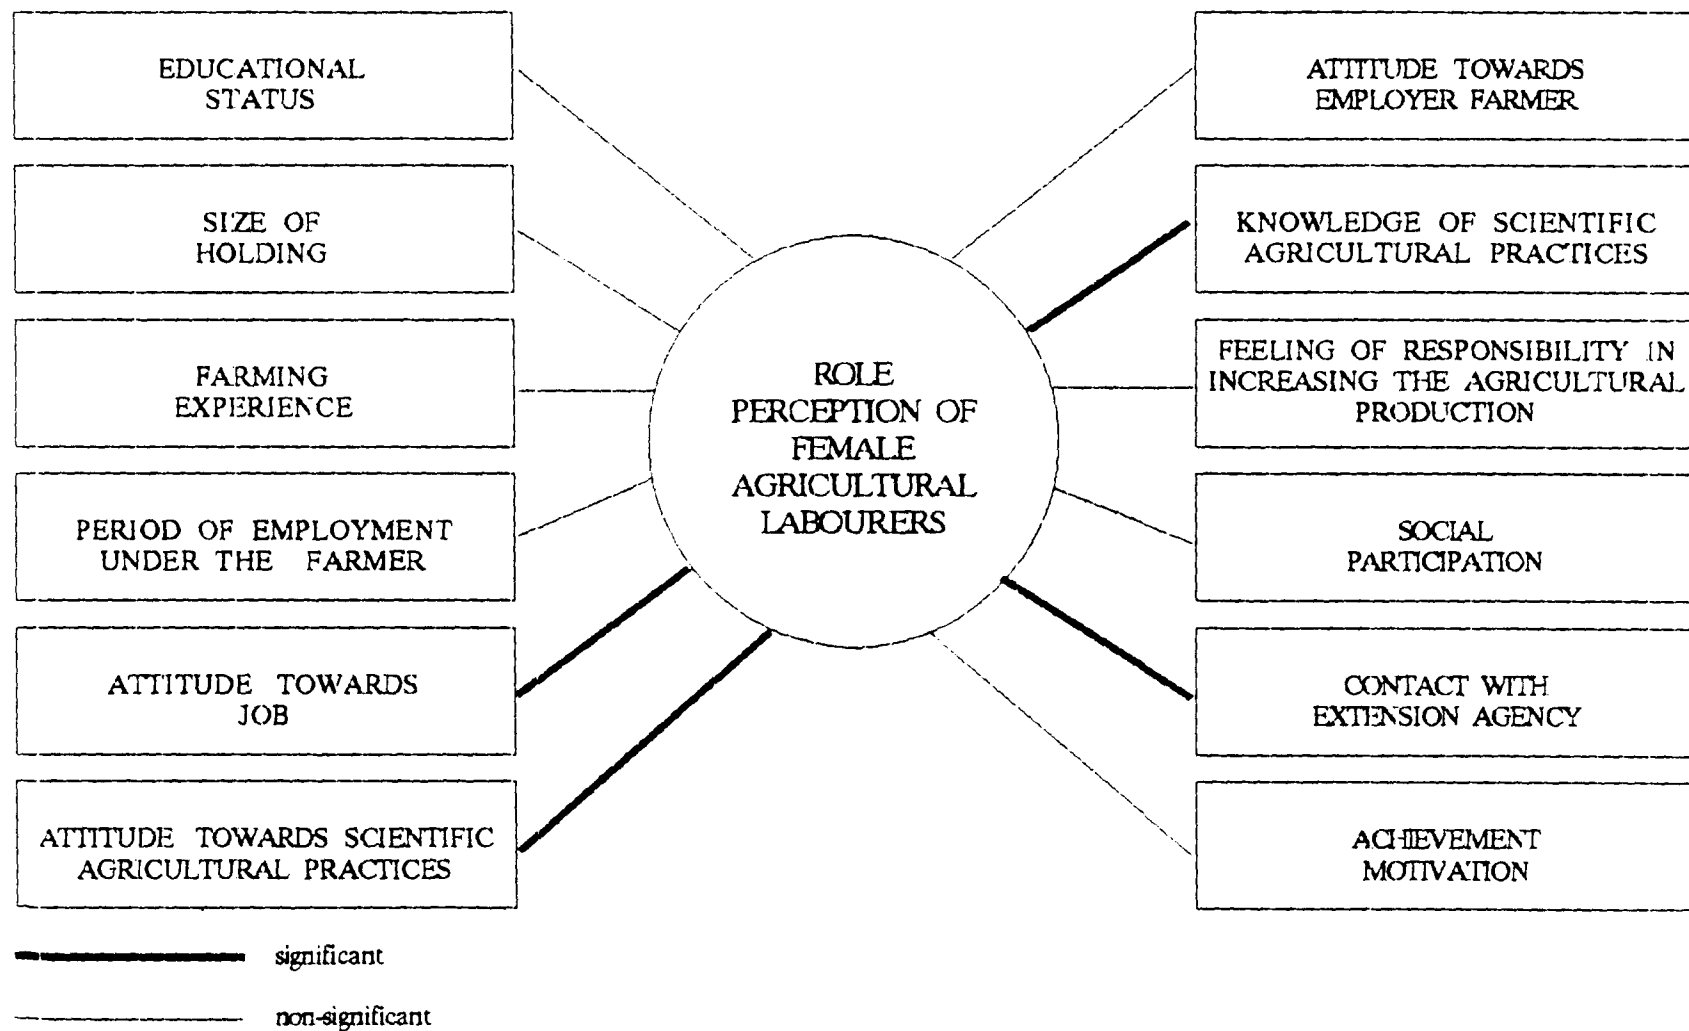 EDUCATIONAL
STATUS
SIZE OF
HOLDING
FARMING
EXPERIENCE
PERIOD OF EMPLOYMENT
UNDER THE FARMER
ATTITUDE TOWARDS
JOB
ATTITUDE TOWARDS SCIENTIFIC
AGRICULTURAL PRACTICES
ROLE
PERCEPTION OF
FEMALE
AGRICULTURAL
LABOURERS
ATTITUDE TOWARDS
EMPLOYER FARMER
KNOWLEDGE OF SCIENTIFIC
AGRICULTURAL PRACTICES
FEELING OF RESPONSIBILITY IN
INCREASING THE AGRICULTURAL
PRODUCTION
SOCIAL
PARTICIPATION
CONTACT WITH
EXTENSION AGENCY
ACHIEVEMENT
MOTIVATION
significant
non-significant